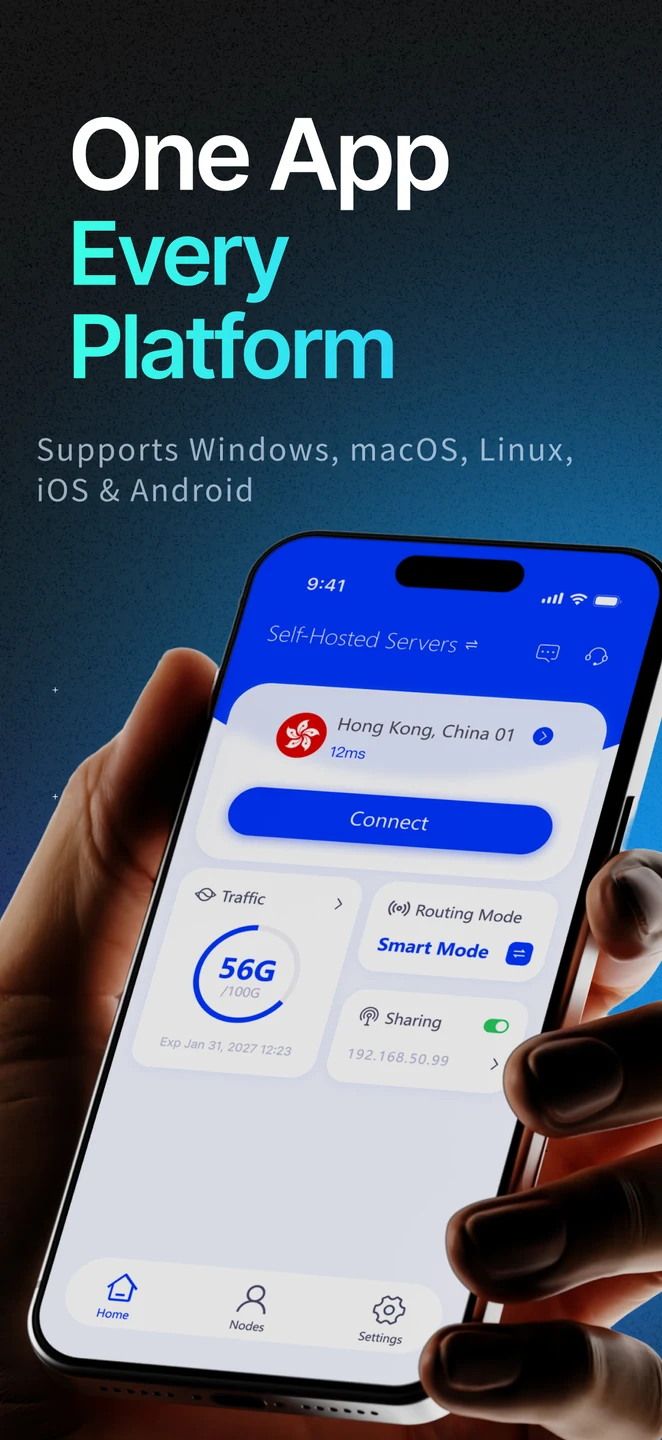 One App
Every
Platform
Supports Windows, macOS, Linux,
iOS & Android
9:41
Self-Hosted Servers
Hong Kong, China 01
12ms
Connect
Traffic
56G
/100G
Exp Jan 31, 2027 12:23
Routing Mode
Smart Mode
Sharing
192.168.50.99
Home
Nodes
Settings